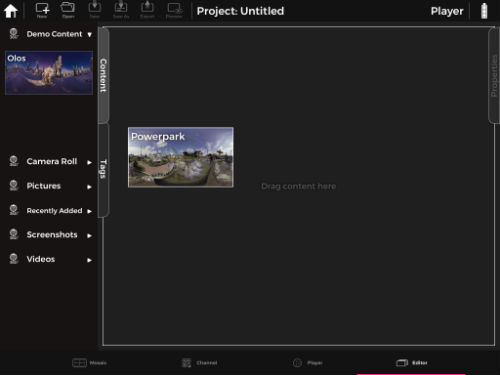 New
Open
Save
Save As
Export
Preview
Project: Untitled
Player
Demo Content
Olos
Content
Tags
Properties
Powerpark
Drag content here
Camera Roll
Pictures
Recently Added
Screenshots
Videos
Mosaic
Channel
Player
Editor